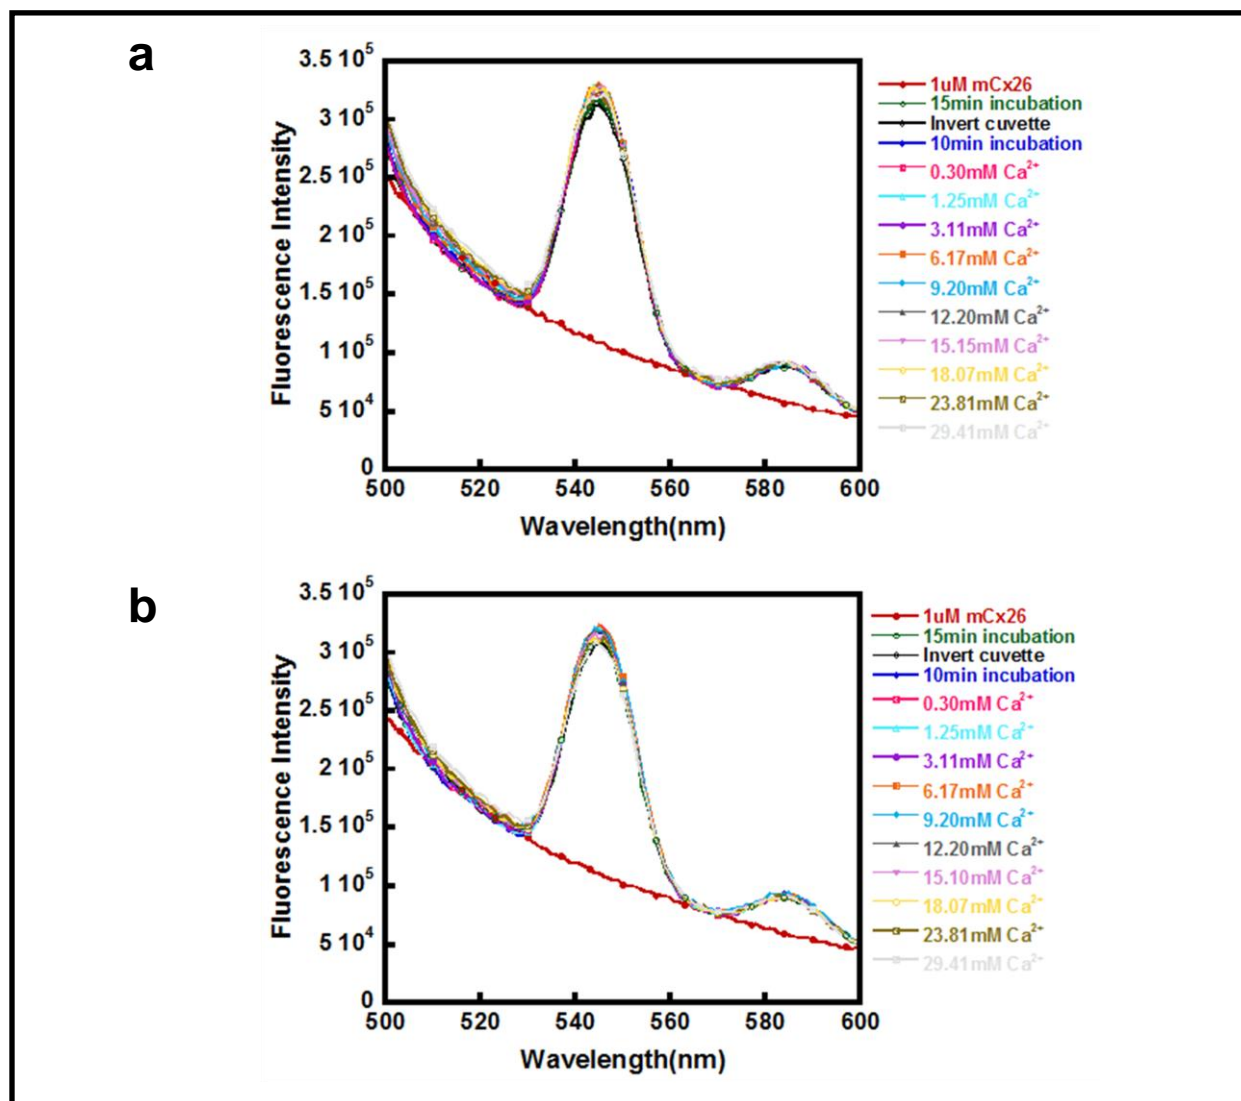 a
3.5 10⁵
3 10⁵
2.5 10⁵
2 10⁵
1.5 10⁵
1 10⁵
5 10⁴
0
Fluorescence Intensity
500 520 540 560 580 600
Wavelength(nm)
1uM mCx26
15min incubation
Invert cuvette
10min incubation
0.30mM Ca²⁺
1.25mM Ca²⁺
3.11mM Ca²⁺
6.17mM Ca²⁺
9.20mM Ca²⁺
12.20mM Ca²⁺
15.15mM Ca²⁺
18.07mM Ca²⁺
23.81mM Ca²⁺
29.41mM Ca²⁺
b
3.5 10⁵
3 10⁵
2.5 10⁵
2 10⁵
1.5 10⁵
1 10⁵
5 10⁴
0
Fluorescence Intensity
500 520 540 560 580 600
Wavelength(nm)
1uM mCx26
15min incubation
Invert cuvette
10min incubation
0.30mM Ca²⁺
1.25mM Ca²⁺
3.11mM Ca²⁺
6.17mM Ca²⁺
9.20mM Ca²⁺
12.20mM Ca²⁺
15.10mM Ca²⁺
18.07mM Ca²⁺
23.81mM Ca²⁺
29.41mM Ca²⁺